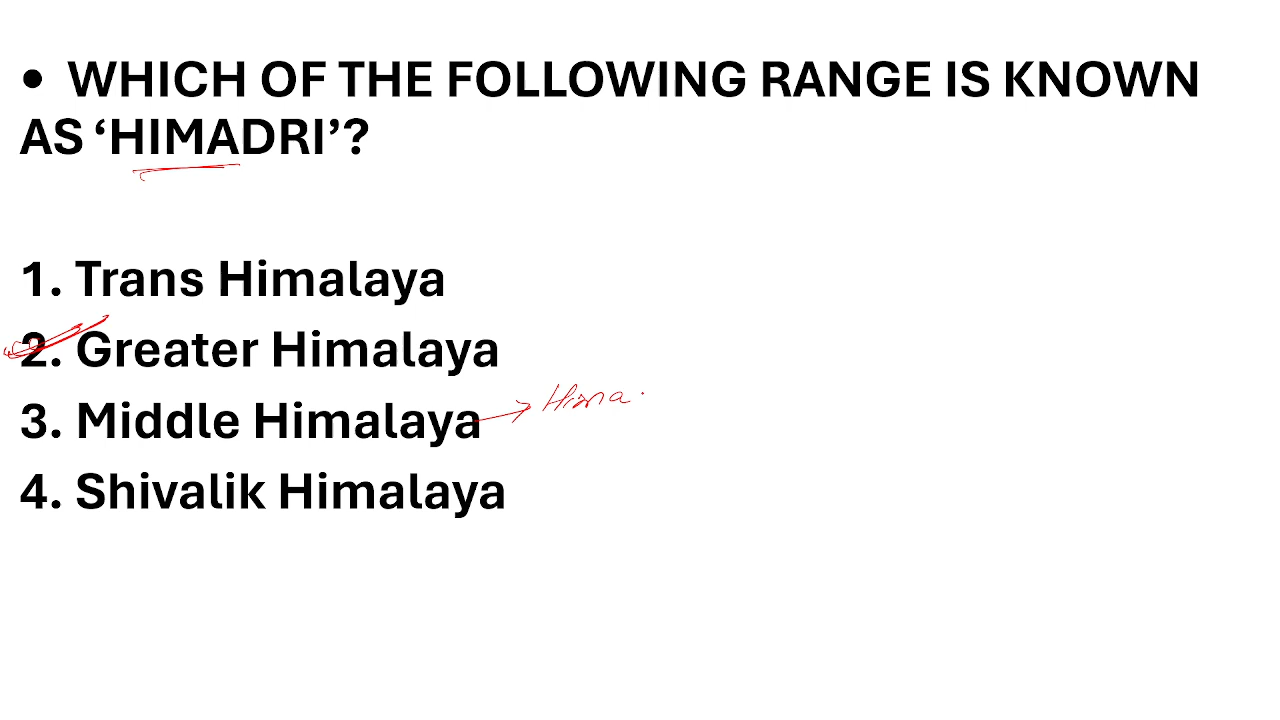 • WHICH OF THE FOLLOWING RANGE IS KNOWN
AS ‘HIMADRI’?
1. Trans Himalaya
2. Greater Himalaya
3. Middle Himalaya → Hima
4. Shivalik Himalaya